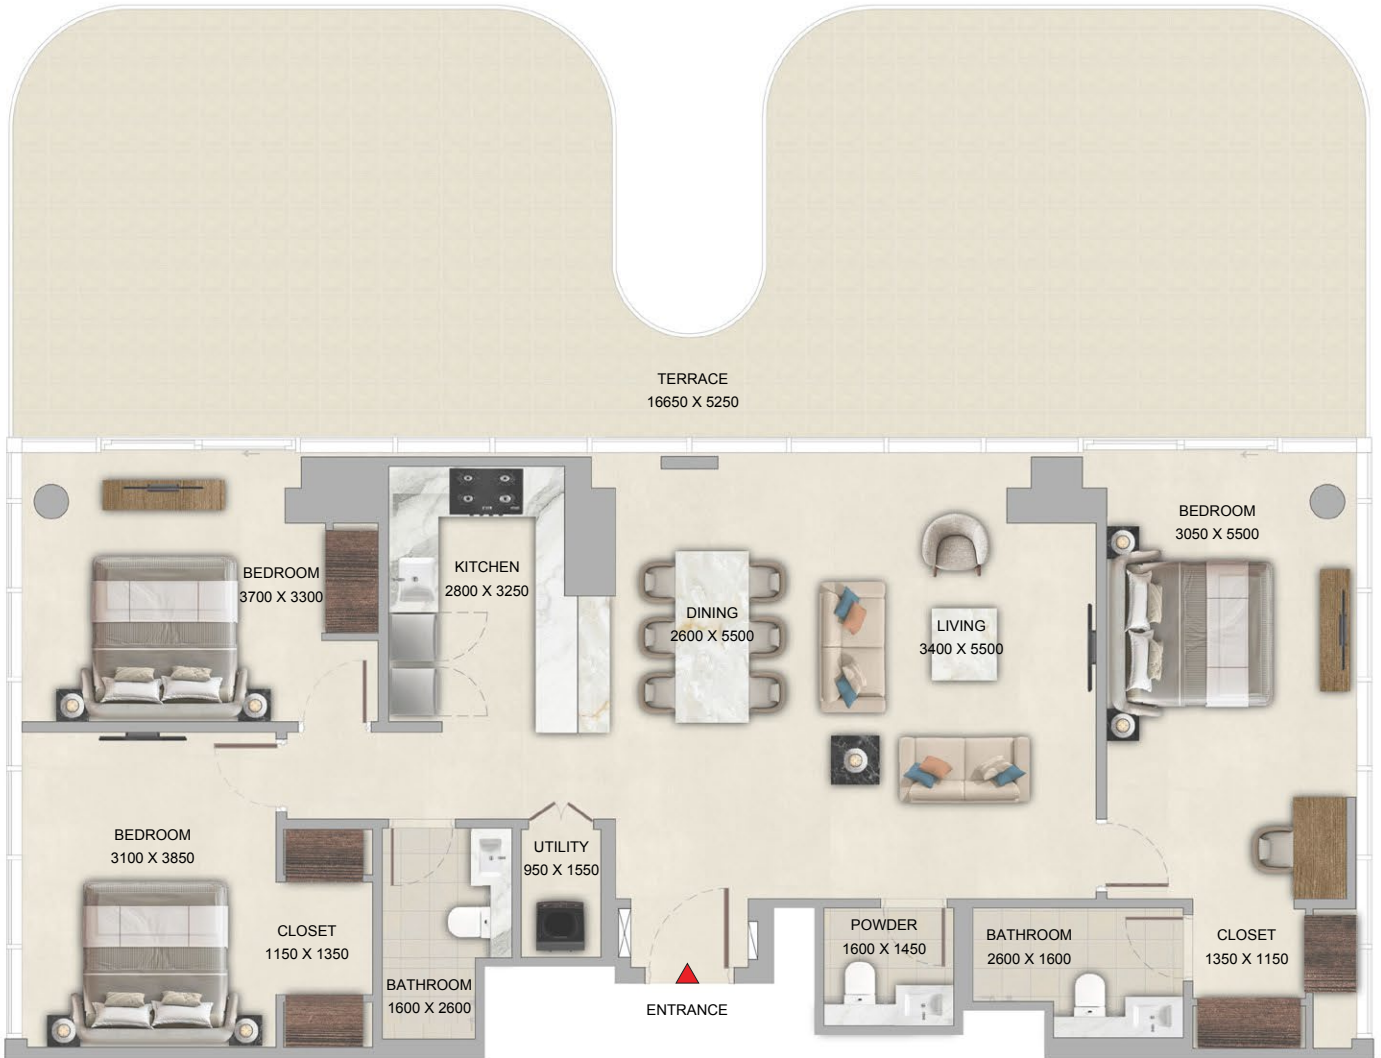 TERRACE
16650 X 5250
BEDROOM
3050 X 5500
BEDROOM
3700 X 3300
KITCHEN
2800 X 3250
DINING
2600 X 5500
LIVING
3400 X 5500
BEDROOM
3100 X 3850
UTILITY
950 X 1550
CLOSET
1150 X 1350
POWDER
1600 X 1450
BATHROOM
2600 X 1600
CLOSET
1350 X 1150
BATHROOM
1600 X 2600
ENTRANCE